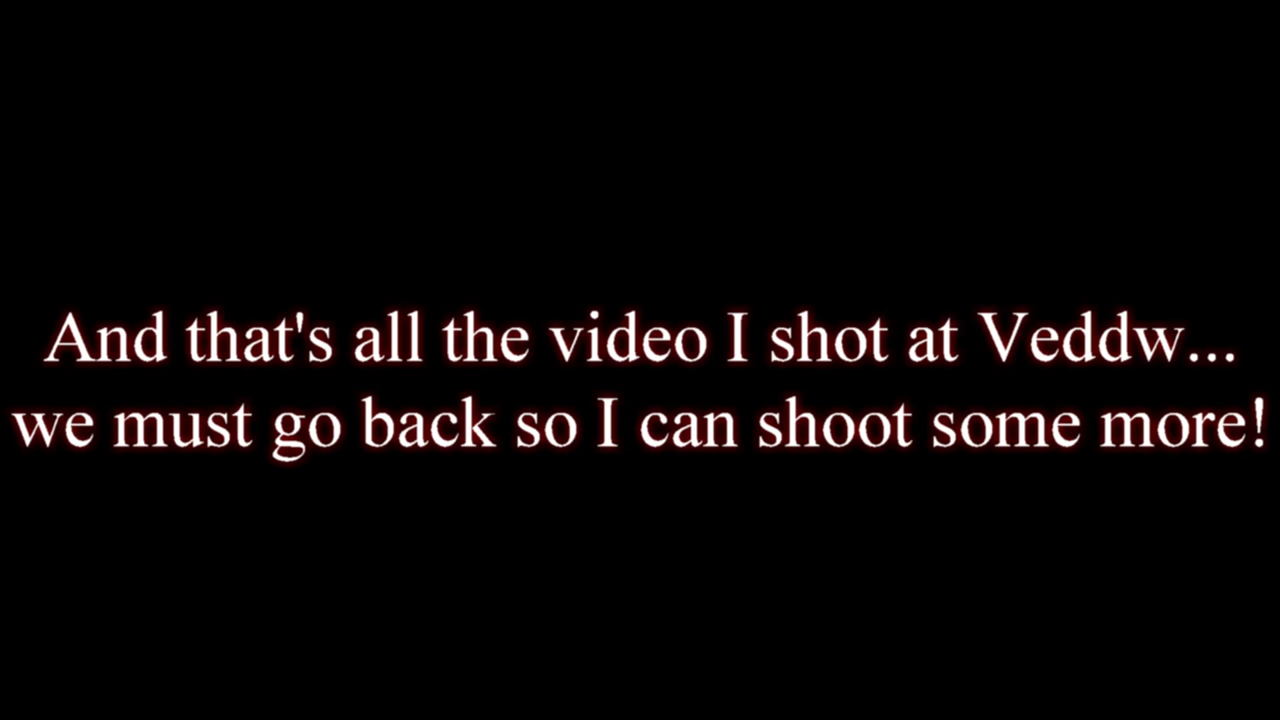 And that's all the video I shot at Veddw...
we must go back so I can shoot some more!